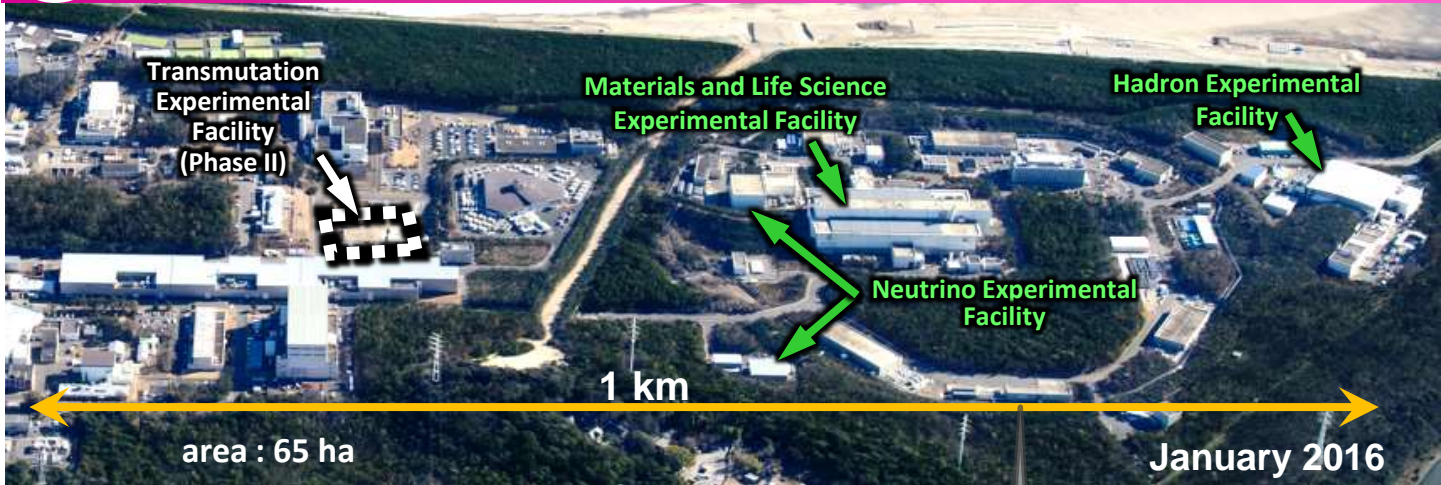 Transmutation
Experimental
Facility
(Phase II)
Materials and Life Science
Experimental Facility
Hadron Experimental
Facility
Neutrino Experimental
Facility
1 km
area : 65 ha
January 2016